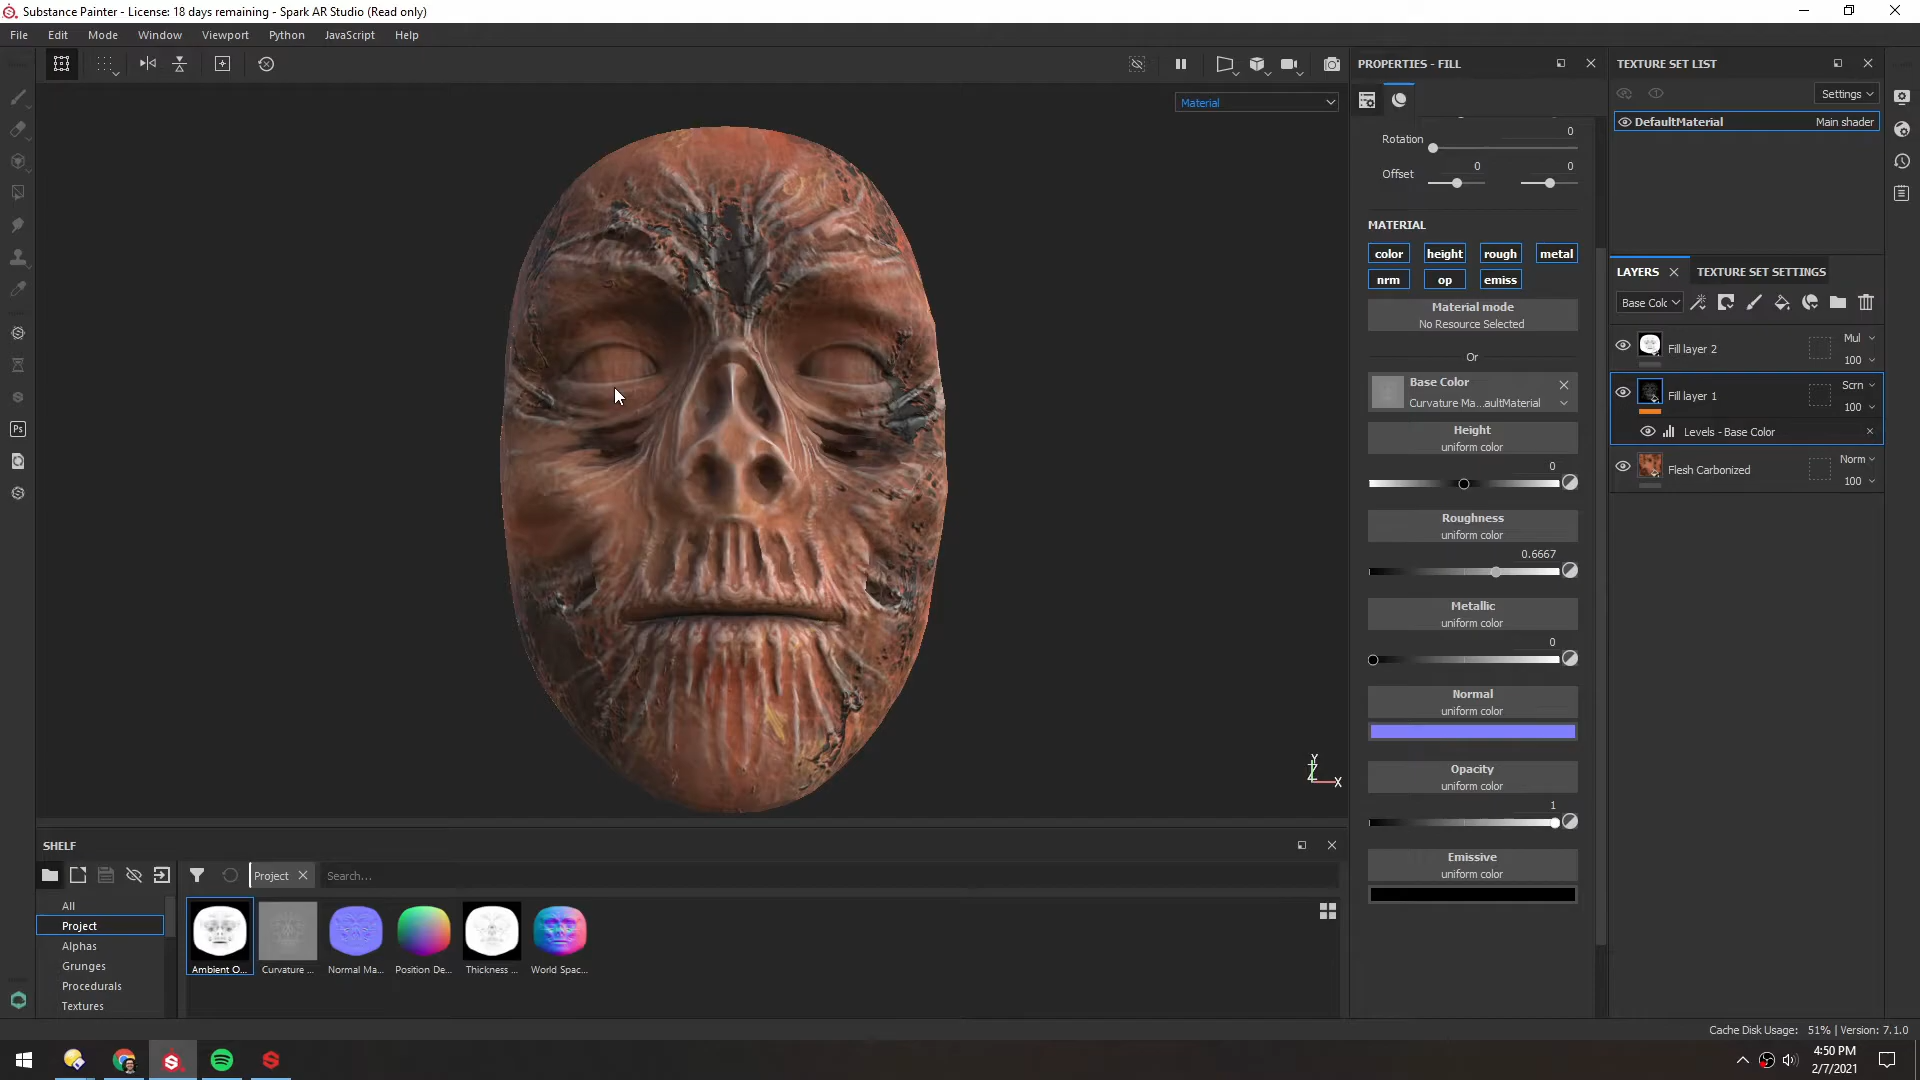 Substance Painter - License: 18 days remaining - Spark AR Studio (Read only)
File Edit Mode Window Viewport Python JavaScript Help
Material
Y
Z
X
PROPERTIES - FILL
Rotation
0
Offset
0
0
MATERIAL
color height rough metal
nrm op emiss
Material mode
No Resource Selected
Or
Base Color
Curvature Ma...aultMaterial
Height
uniform color
0
Roughness
uniform color
0.6667
Metallic
uniform color
0
Normal
uniform color
Opacity
uniform color
1
Emissive
uniform color
TEXTURE SET LIST
Settings
DefaultMaterial Main shader
LAYERS TEXTURE SET SETTINGS
Base Colc
Fill layer 2 Mul
100
Fill layer 1 Scrn
100
Levels - Base Color
Flesh Carbonized Norm
100
SHELF
Project Search...
All
Project
Alphas
Grunges
Procedurals
Textures
Ambient O... Curvature ... Normal Ma... Position De... Thickness ... World Spac...
Cache Disk Usage: 51% | Version: 7.1.0
Ps
4:50 PM
2/7/2021